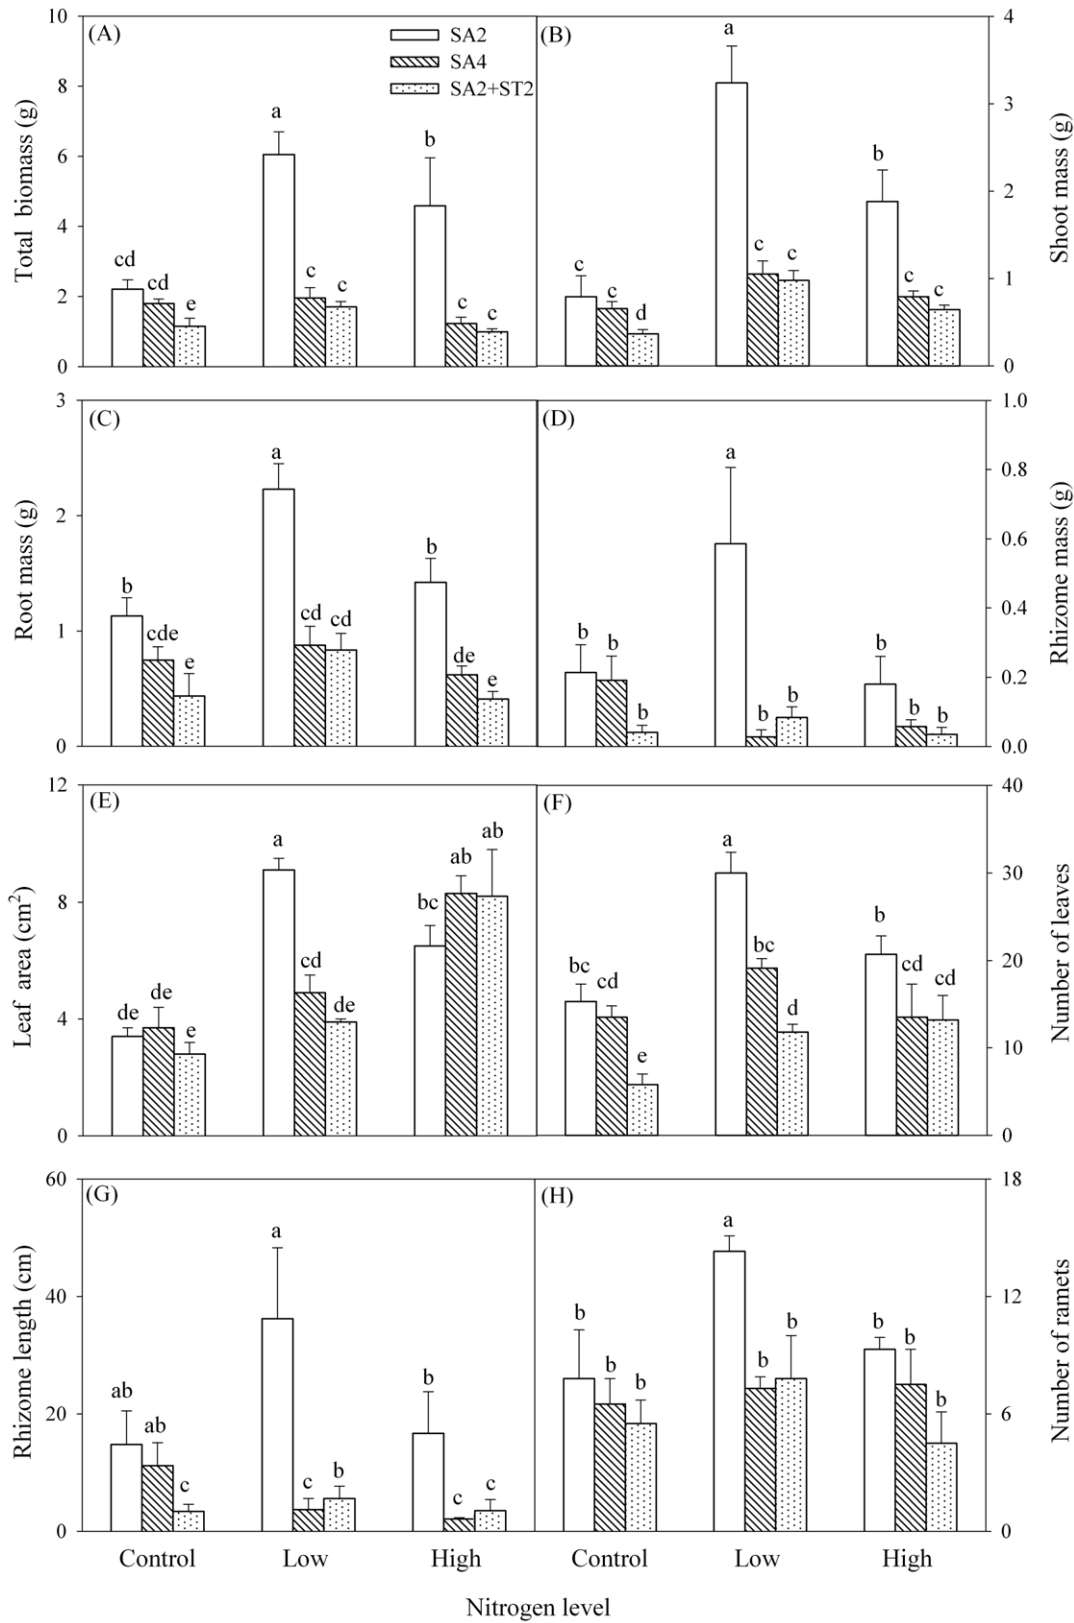 (A)
SA2
SA4
SA2+ST2
Total biomass (g)
10
8
6
4
2
0
cd cd e
a c c
b c c
(B)
Shoot mass (g)
4
3
2
1
0
c c d
a c c
b c c
(C)
Root mass (g)
3
2
1
0
b cde e
a cd cd
b de e
(D)
Rhizome mass (g)
1.0
0.8
0.6
0.4
0.2
0.0
b b b
a b b
b b b
(E)
Leaf area (cm²)
12
8
4
0
de de e
a cd de
bc ab ab
(F)
Number of leaves
40
30
20
10
0
bc cd e
a bc d
b cd cd
(G)
Rhizome length (cm)
60
40
20
0
ab ab c
a c b
b c c
(H)
Number of ramets
18
12
6
0
b b b
a b b
b b b
Control Low High Control Low High
Nitrogen level